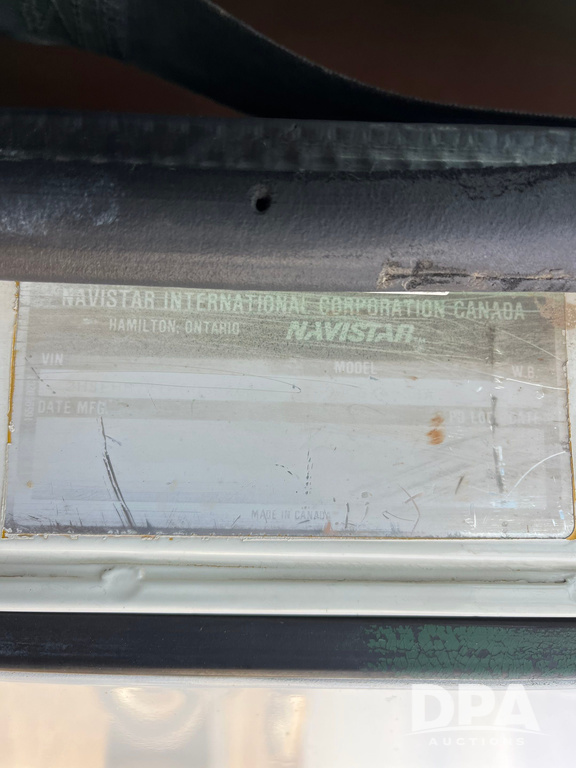 NAVISTAR INTERNATIONAL CORPORATION CANADA
HAMILTON, ONTARIO NAVISTAR
VIN MODEL W.B.
DATE MFG
MADE IN CANADA
DPA
AUCTIONS